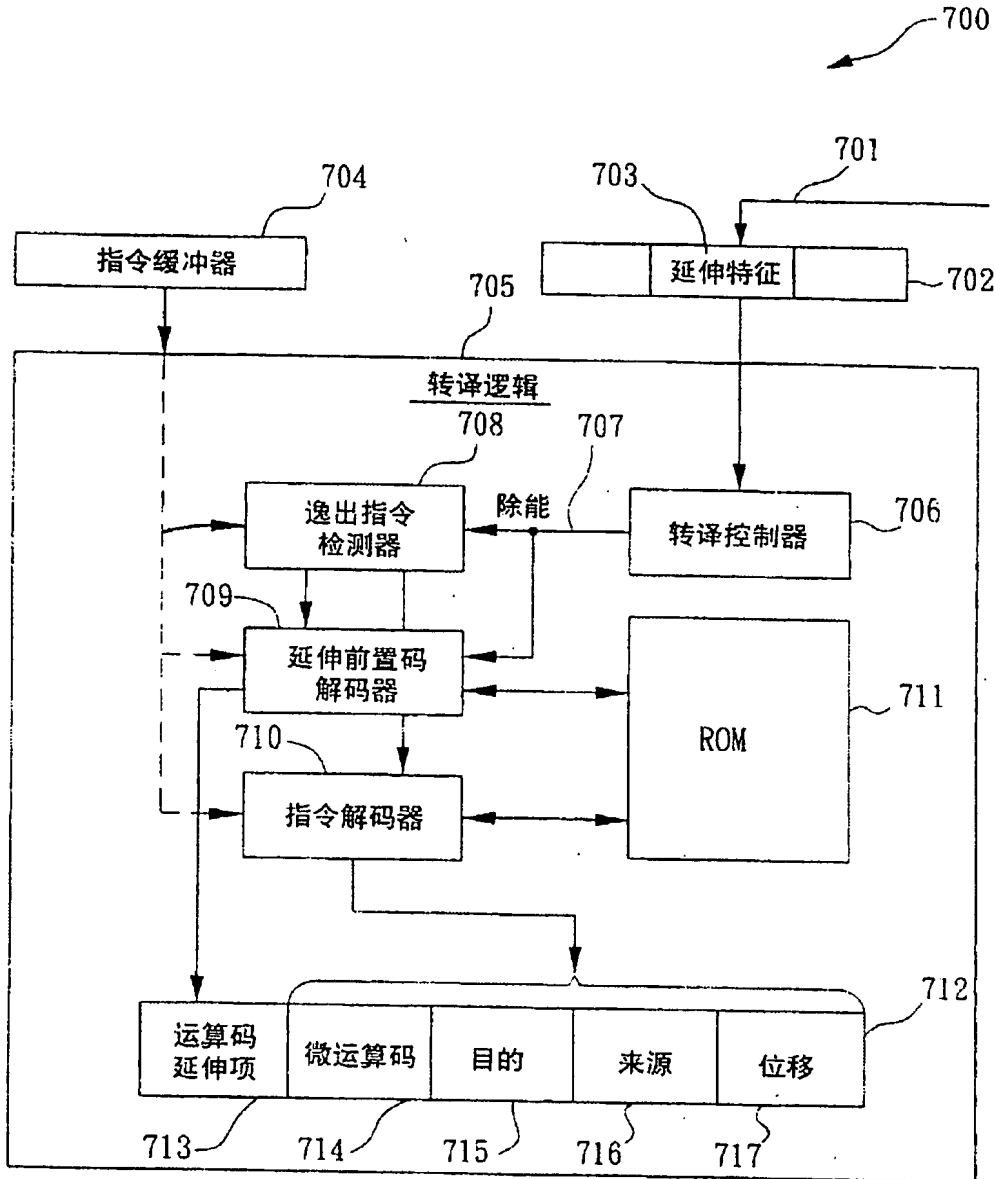 700
701
703
704
指令缓冲器
延伸特征
702
705
转译逻辑
708
707
逸出指令
检测器
除能
转译控制器
706
709
延伸前置码
解码器
711
ROM
710
指令解码器
712
运算码
延伸项
微运算码
目的
来源
位移
713
714
715
716
717